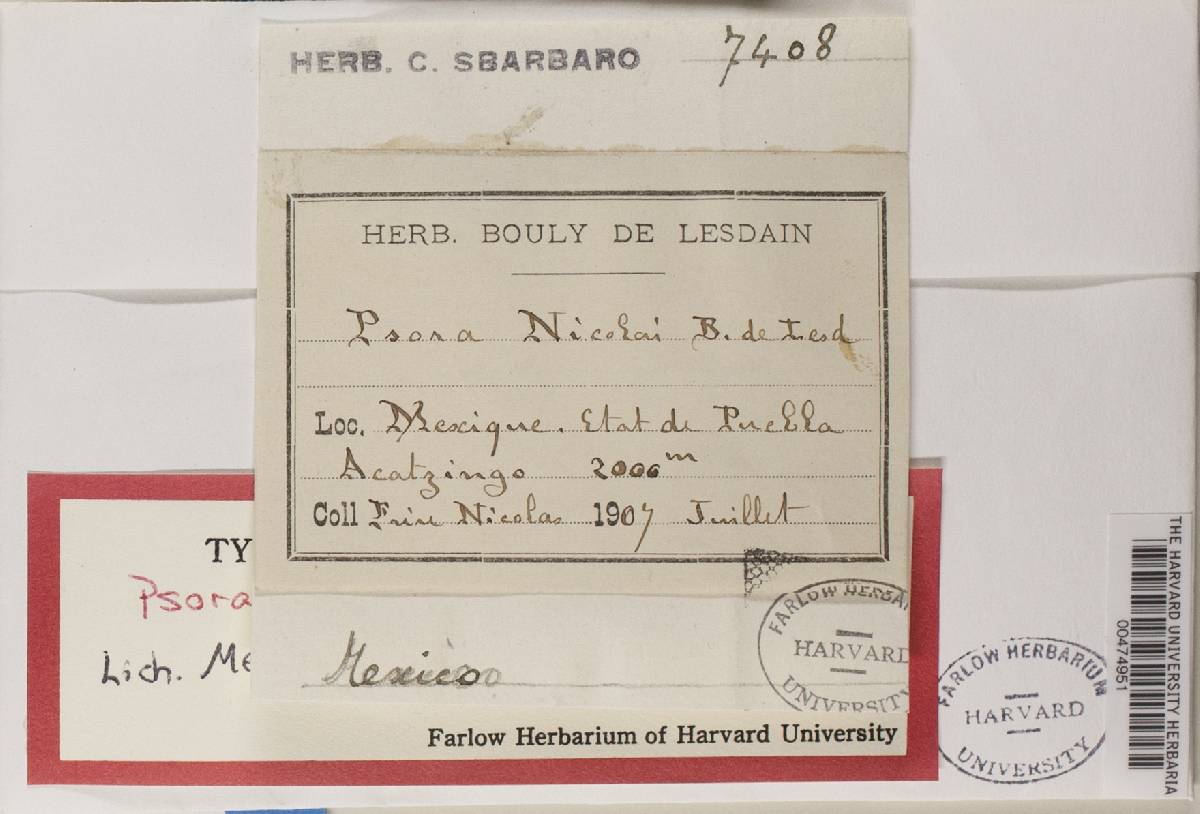 HERB. C. SBARBARO 7408
HERB. BOULY DE LESDAIN
Psora Nicolai B. de Lesd
Loc. Mexique. Etat de Puebla
Acatzingo 2000m
Coll Frère Nicolas 1907 Juillet
TY
Psora
Lich. Me
Mexico
FARLOW HERBA
HARVARD
UNIVERSITY
Farlow Herbarium of Harvard University
FARLOW HERBARIUM
HARVARD
UNIVERSITY
THE HARVARD UNIVERSITY HERBARIA
00474951